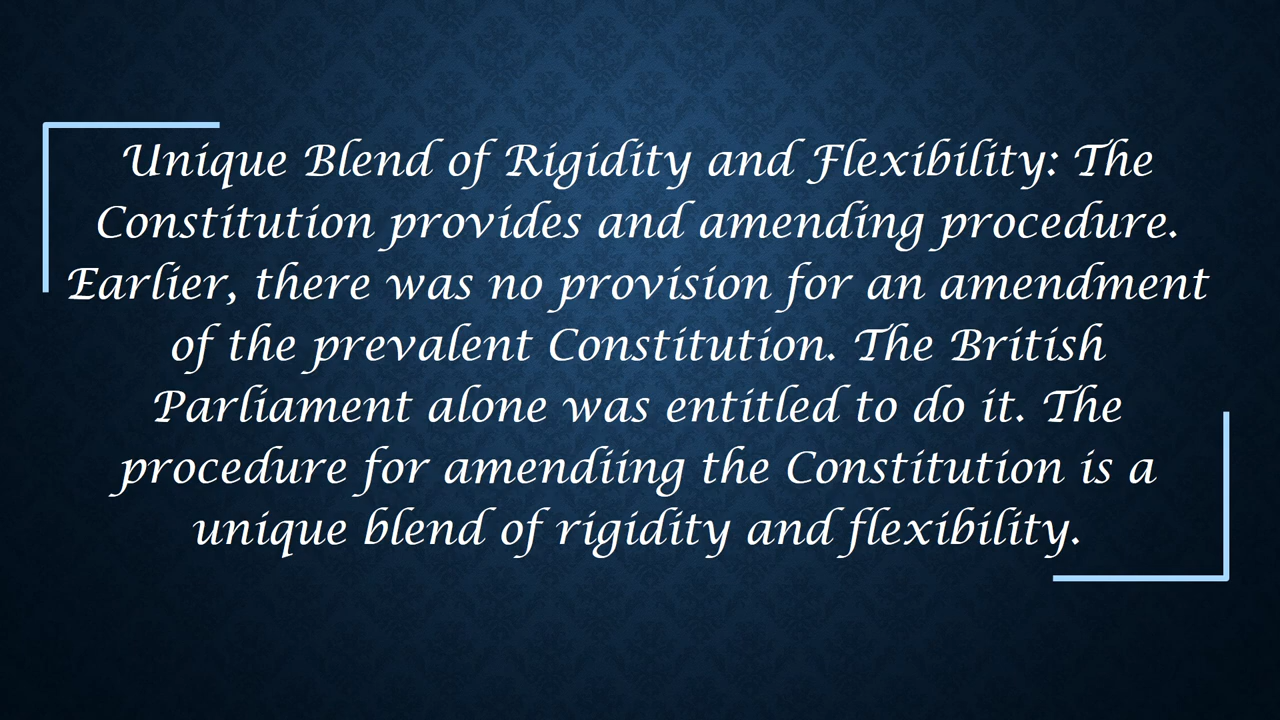 Unique Blend of Rigidity and Flexibility: The
Constitution provides and amending procedure.
Earlier, there was no provision for an amendment
of the prevalent Constitution. The British
Parliament alone was entitled to do it. The
procedure for amendiing the Constitution is a
unique blend of rigidity and flexibility.